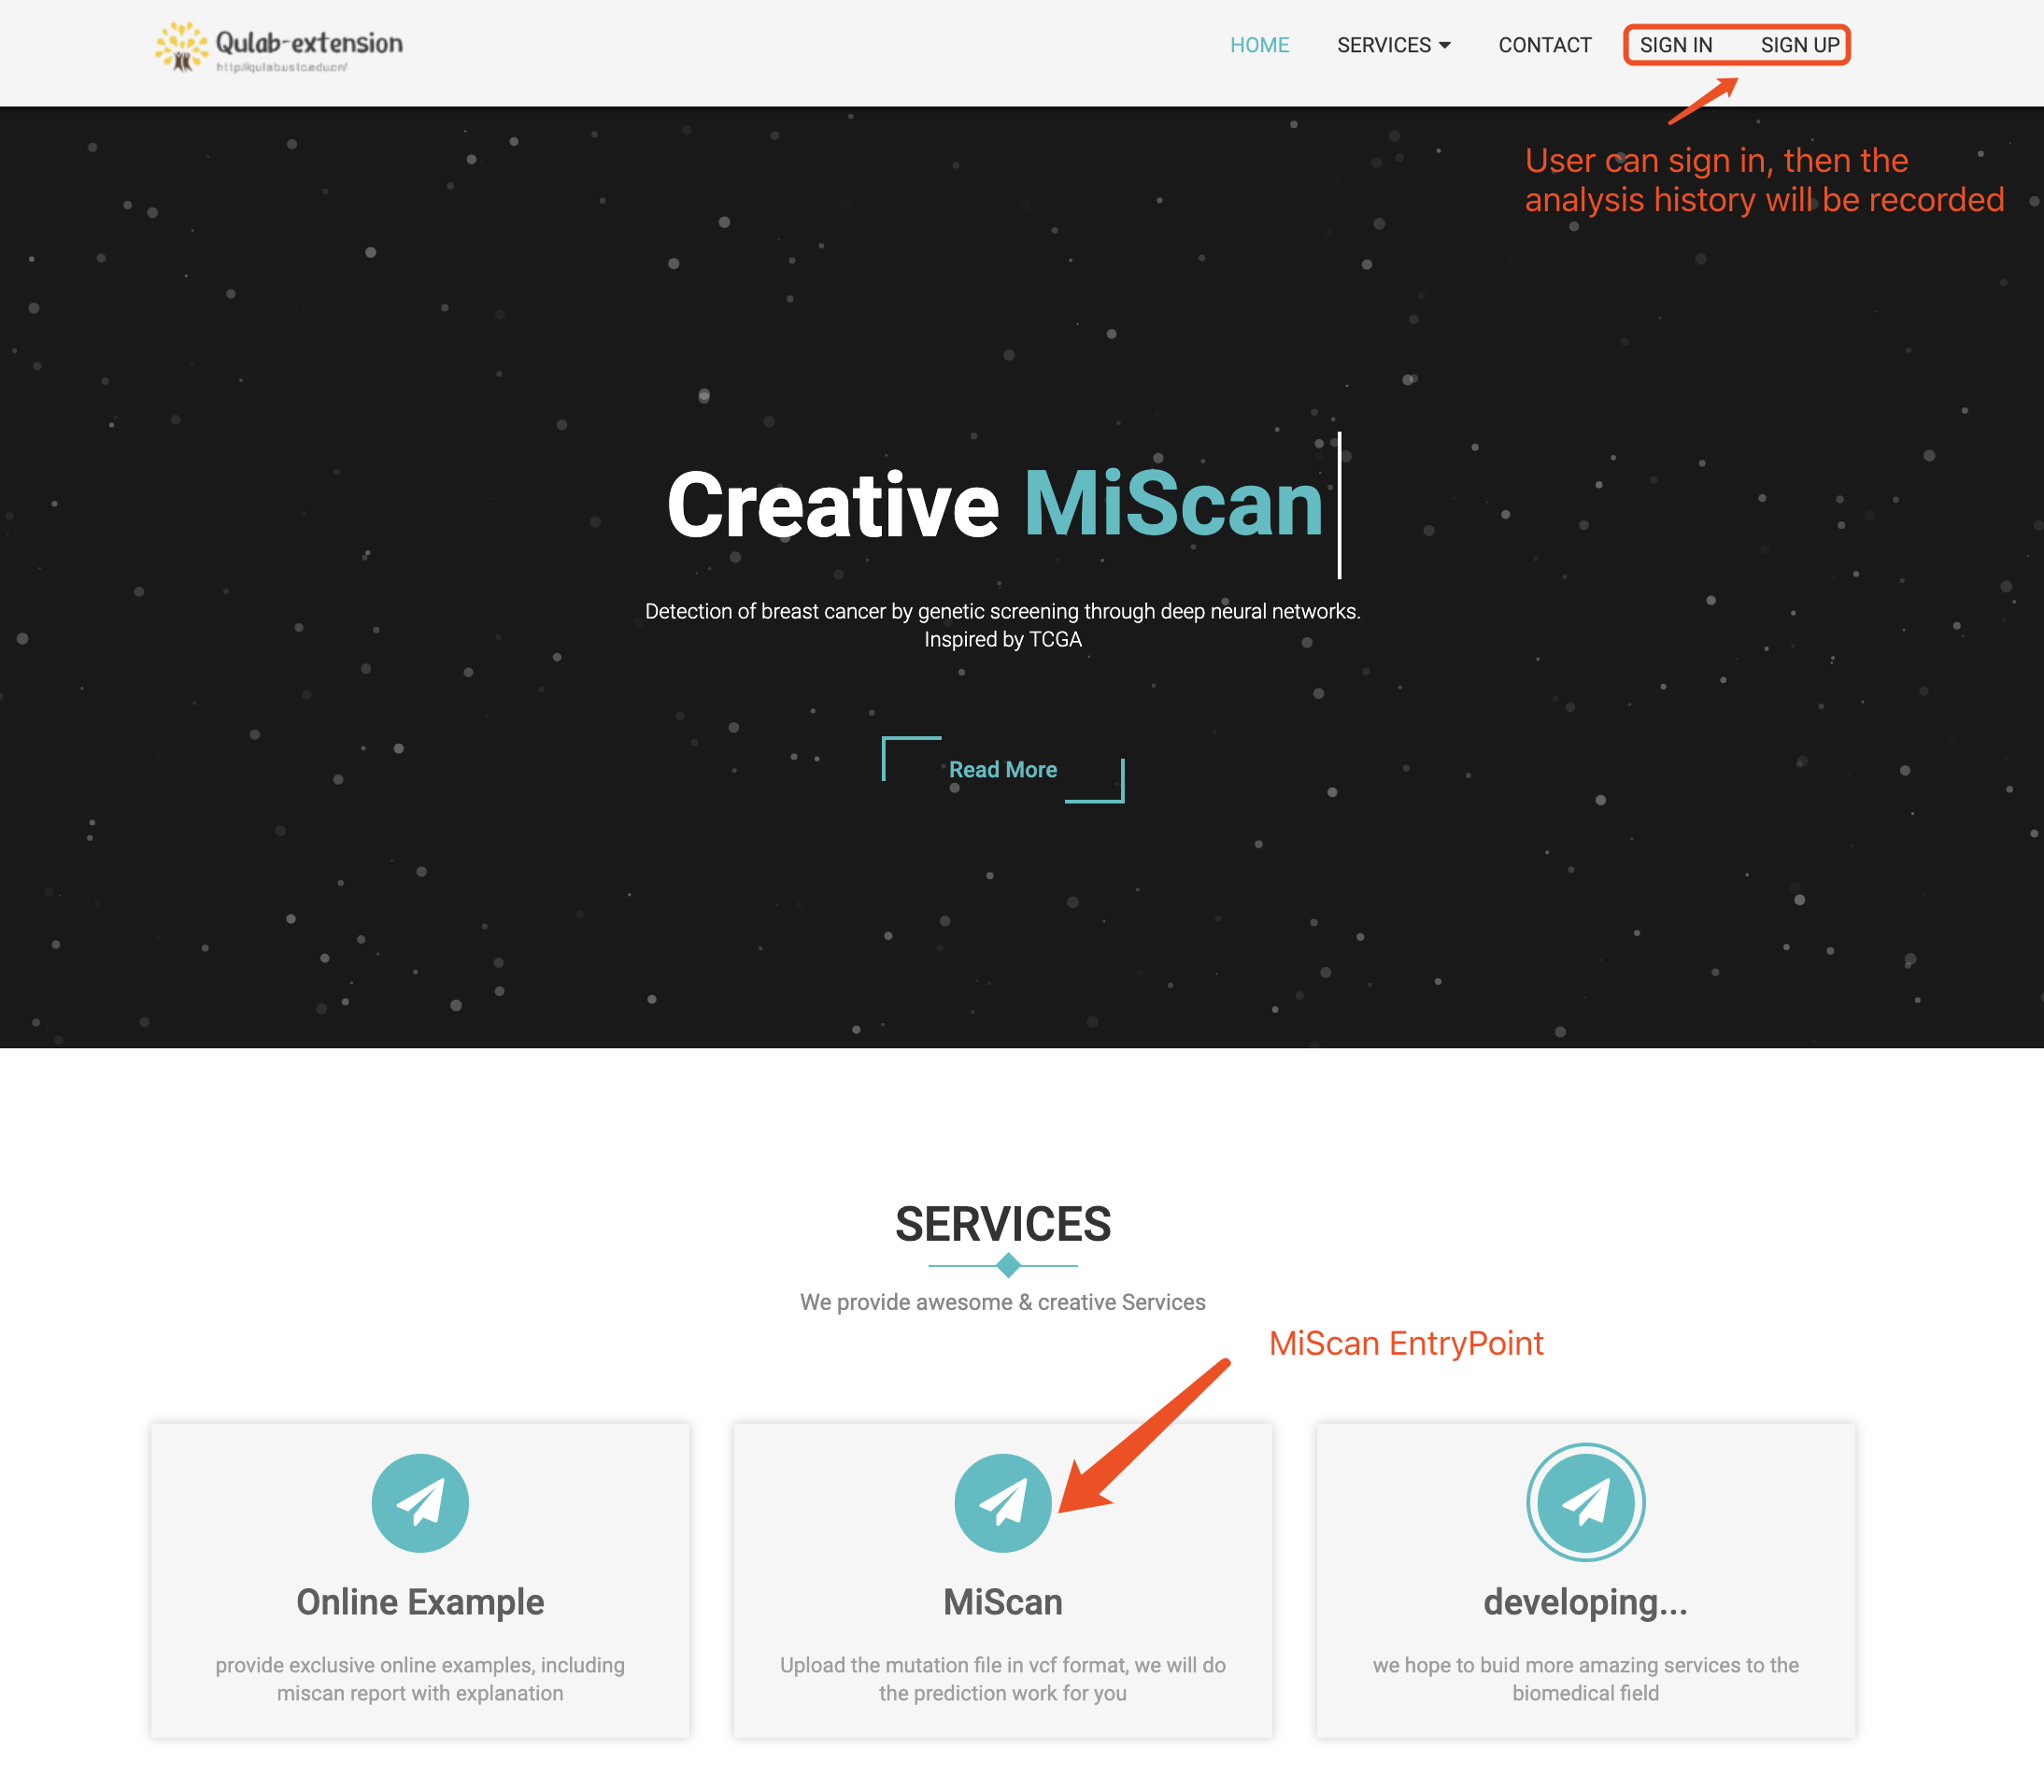 Qulab-extension
http://qulab.ustc.edu.cn/
HOME SERVICES CONTACT SIGN IN SIGN UP
User can sign in, then the
analysis history will be recorded
Creative MiScan
Detection of breast cancer by genetic screening through deep neural networks.
Inspired by TCGA
Read More
SERVICES
We provide awesome & creative Services
MiScan EntryPoint
Online Example
provide exclusive online examples, including
miscan report with explanation
MiScan
Upload the mutation file in vcf format, we will do
the prediction work for you
developing...
we hope to buid more amazing services to the
biomedical field